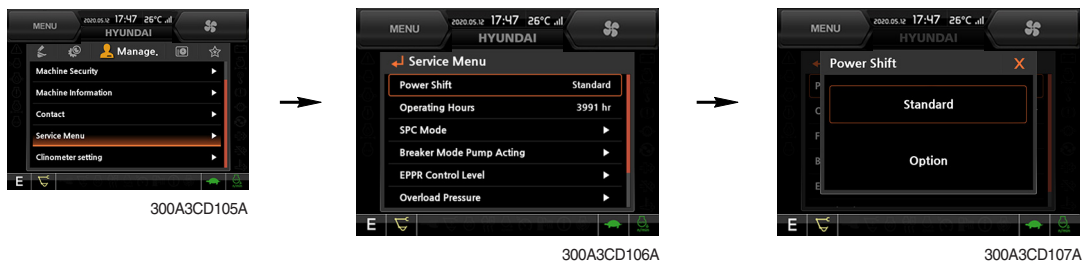 MENU
2020.05.12 17:47 26°C
HYUNDAI
Manage.
Machine Security
Machine Information
Contact
Service Menu
Clinometer setting
E
300A3CD105A
MENU
2020.05.12 17:47 26°C
HYUNDAI
Service Menu
Power Shift Standard
Operating Hours 3991 hr
SPC Mode
Breaker Mode Pump Acting
EPPR Control Level
Overload Pressure
E
300A3CD106A
MENU
2020.05.12 17:47 26°C
HYUNDAI
Power Shift X
Standard
Option
E
300A3CD107A